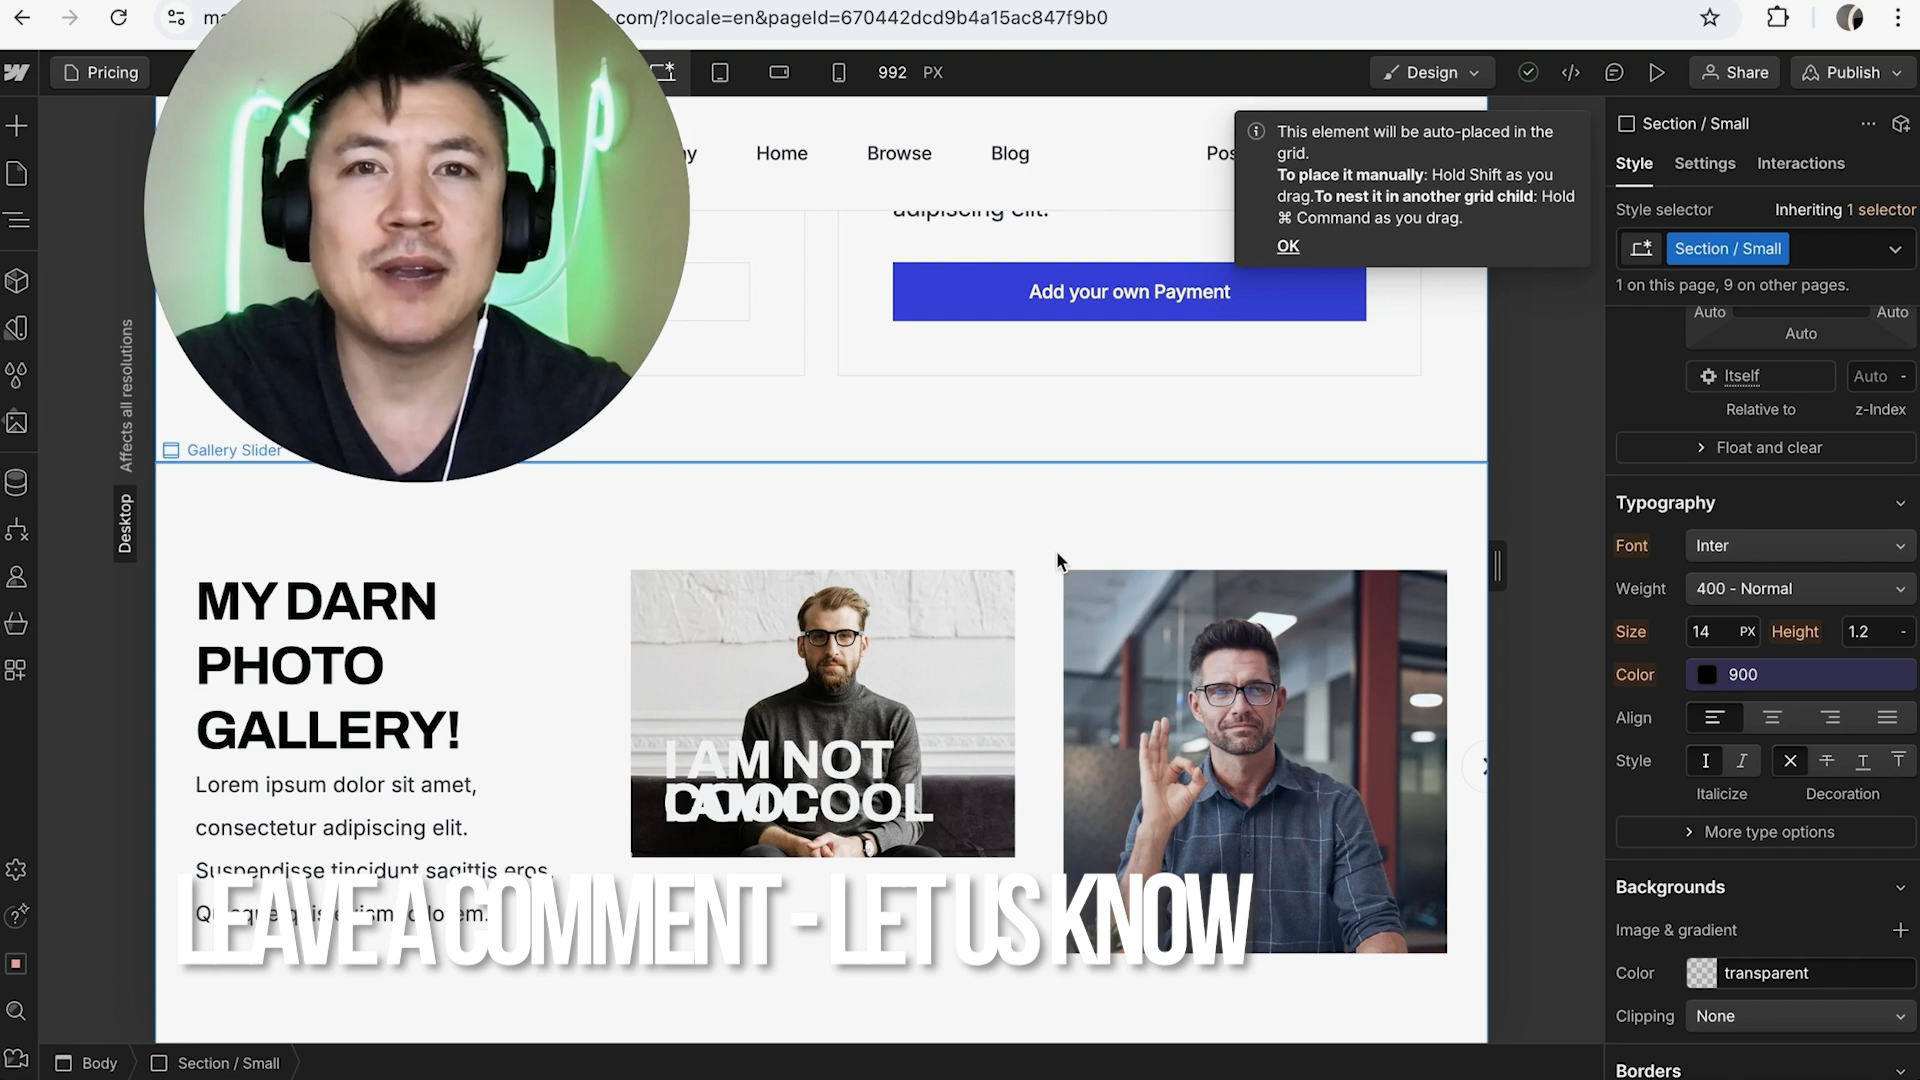 .com/?locale=en&pageId=670442dcd9b4a15ac847f9b0
Pricing
992 PX
Design
Share
Publish
Home
Browse
Blog
This element will be auto-placed in the
grid.
To place it manually: Hold Shift as you
drag.To nest it in another grid child: Hold
⌘ Command as you drag.
OK
adipiscing elit.
Add your own Payment
Affects all resolutions
Desktop
Gallery Slider
MY DARN
PHOTO
GALLERY!
Lorem ipsum dolor sit amet,
consectetur adipiscing elit.
Suspendisse tincidunt sagittis eros.
I AM NOT
COOL
LEAVE A COMMENT - LET US KNOW
Body
Section / Small
Section / Small
Style
Settings
Interactions
Style selector
Inheriting 1 selector
Section / Small
1 on this page, 9 on other pages.
Auto
Auto
Auto
Itself
Auto -
Relative to
z-Index
Float and clear
Typography
Font
Inter
Weight
400 - Normal
Size
14 PX
Height
1.2 -
Color
900
Align
Style
Italicize
Decoration
More type options
Backgrounds
Image & gradient
Color
transparent
Clipping
None
Borders